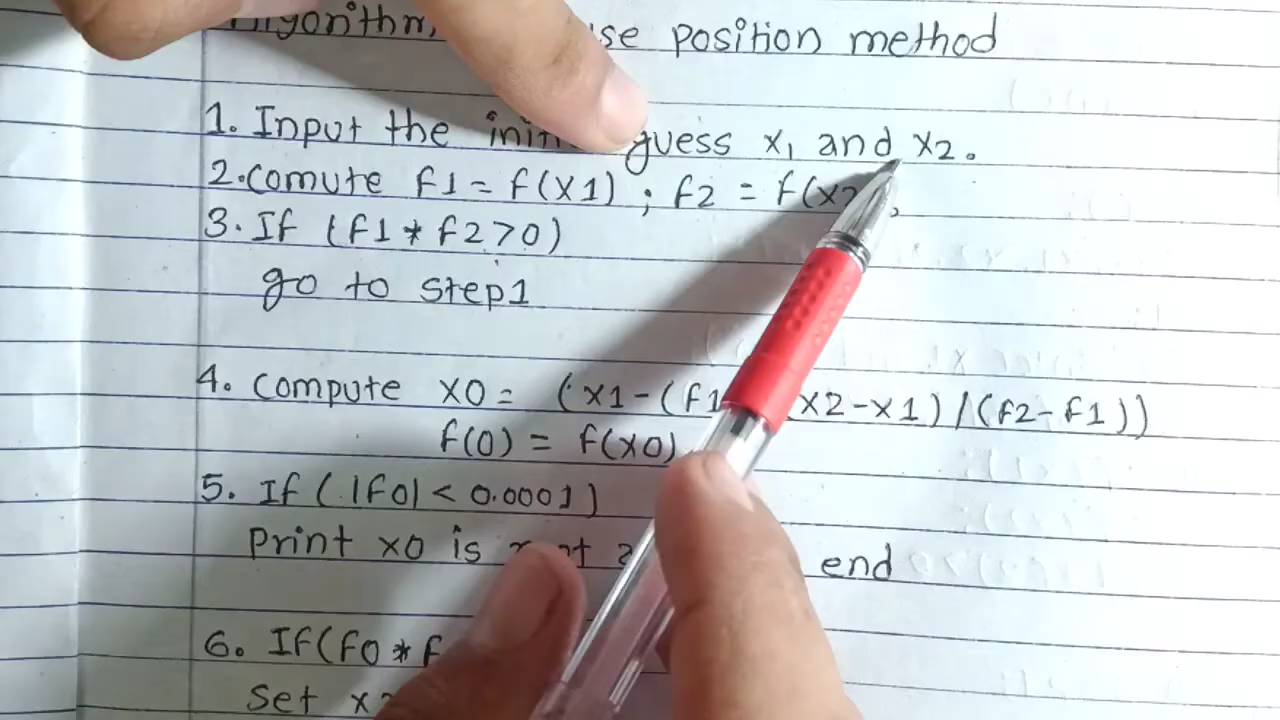 Algorithm position method
1. Input the guess x1 and x2.
2. comute f1 = f(x1) ; f2 = f(x2
3. If (f1 * f2 > 0)
go to step1
4. compute x0 = (x1-(f1 (x2-x1) /(f2-f1))
f(0) = f(x0)
5. If ( |f0| < 0.0001)
Print x0 is end
6. If(f0 *
Set